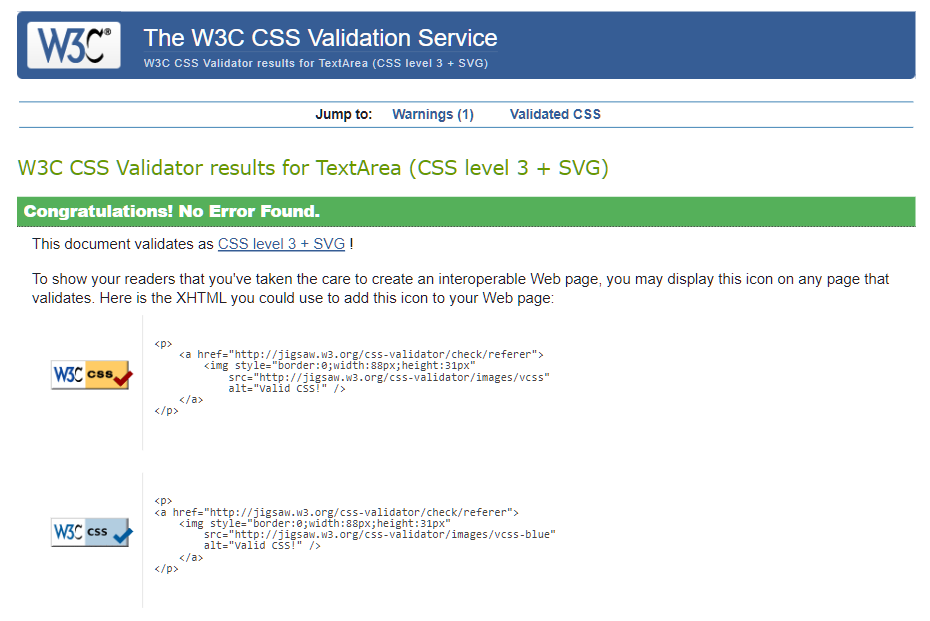 W3C®
The W3C CSS Validation Service
W3C CSS Validator results for TextArea (CSS level 3 + SVG)
Jump to: Warnings (1) Validated CSS
W3C CSS Validator results for TextArea (CSS level 3 + SVG)
Congratulations! No Error Found.
This document validates as CSS level 3 + SVG !
To show your readers that you've taken the care to create an interoperable Web page, you may display this icon on any page that
validates. Here is the XHTML you could use to add this icon to your Web page:
W3C css
<p>
    <a href="http://jigsaw.w3.org/css-validator/check/referer">
        <img style="border:0;width:88px;height:31px"
            src="http://jigsaw.w3.org/css-validator/images/vcss"
            alt="Valid CSS!" />
    </a>
</p>
W3C css
<p>
<a href="http://jigsaw.w3.org/css-validator/check/referer">
    <img style="border:0;width:88px;height:31px"
        src="http://jigsaw.w3.org/css-validator/images/vcss-blue"
        alt="Valid CSS!" />
    </a>
</p>